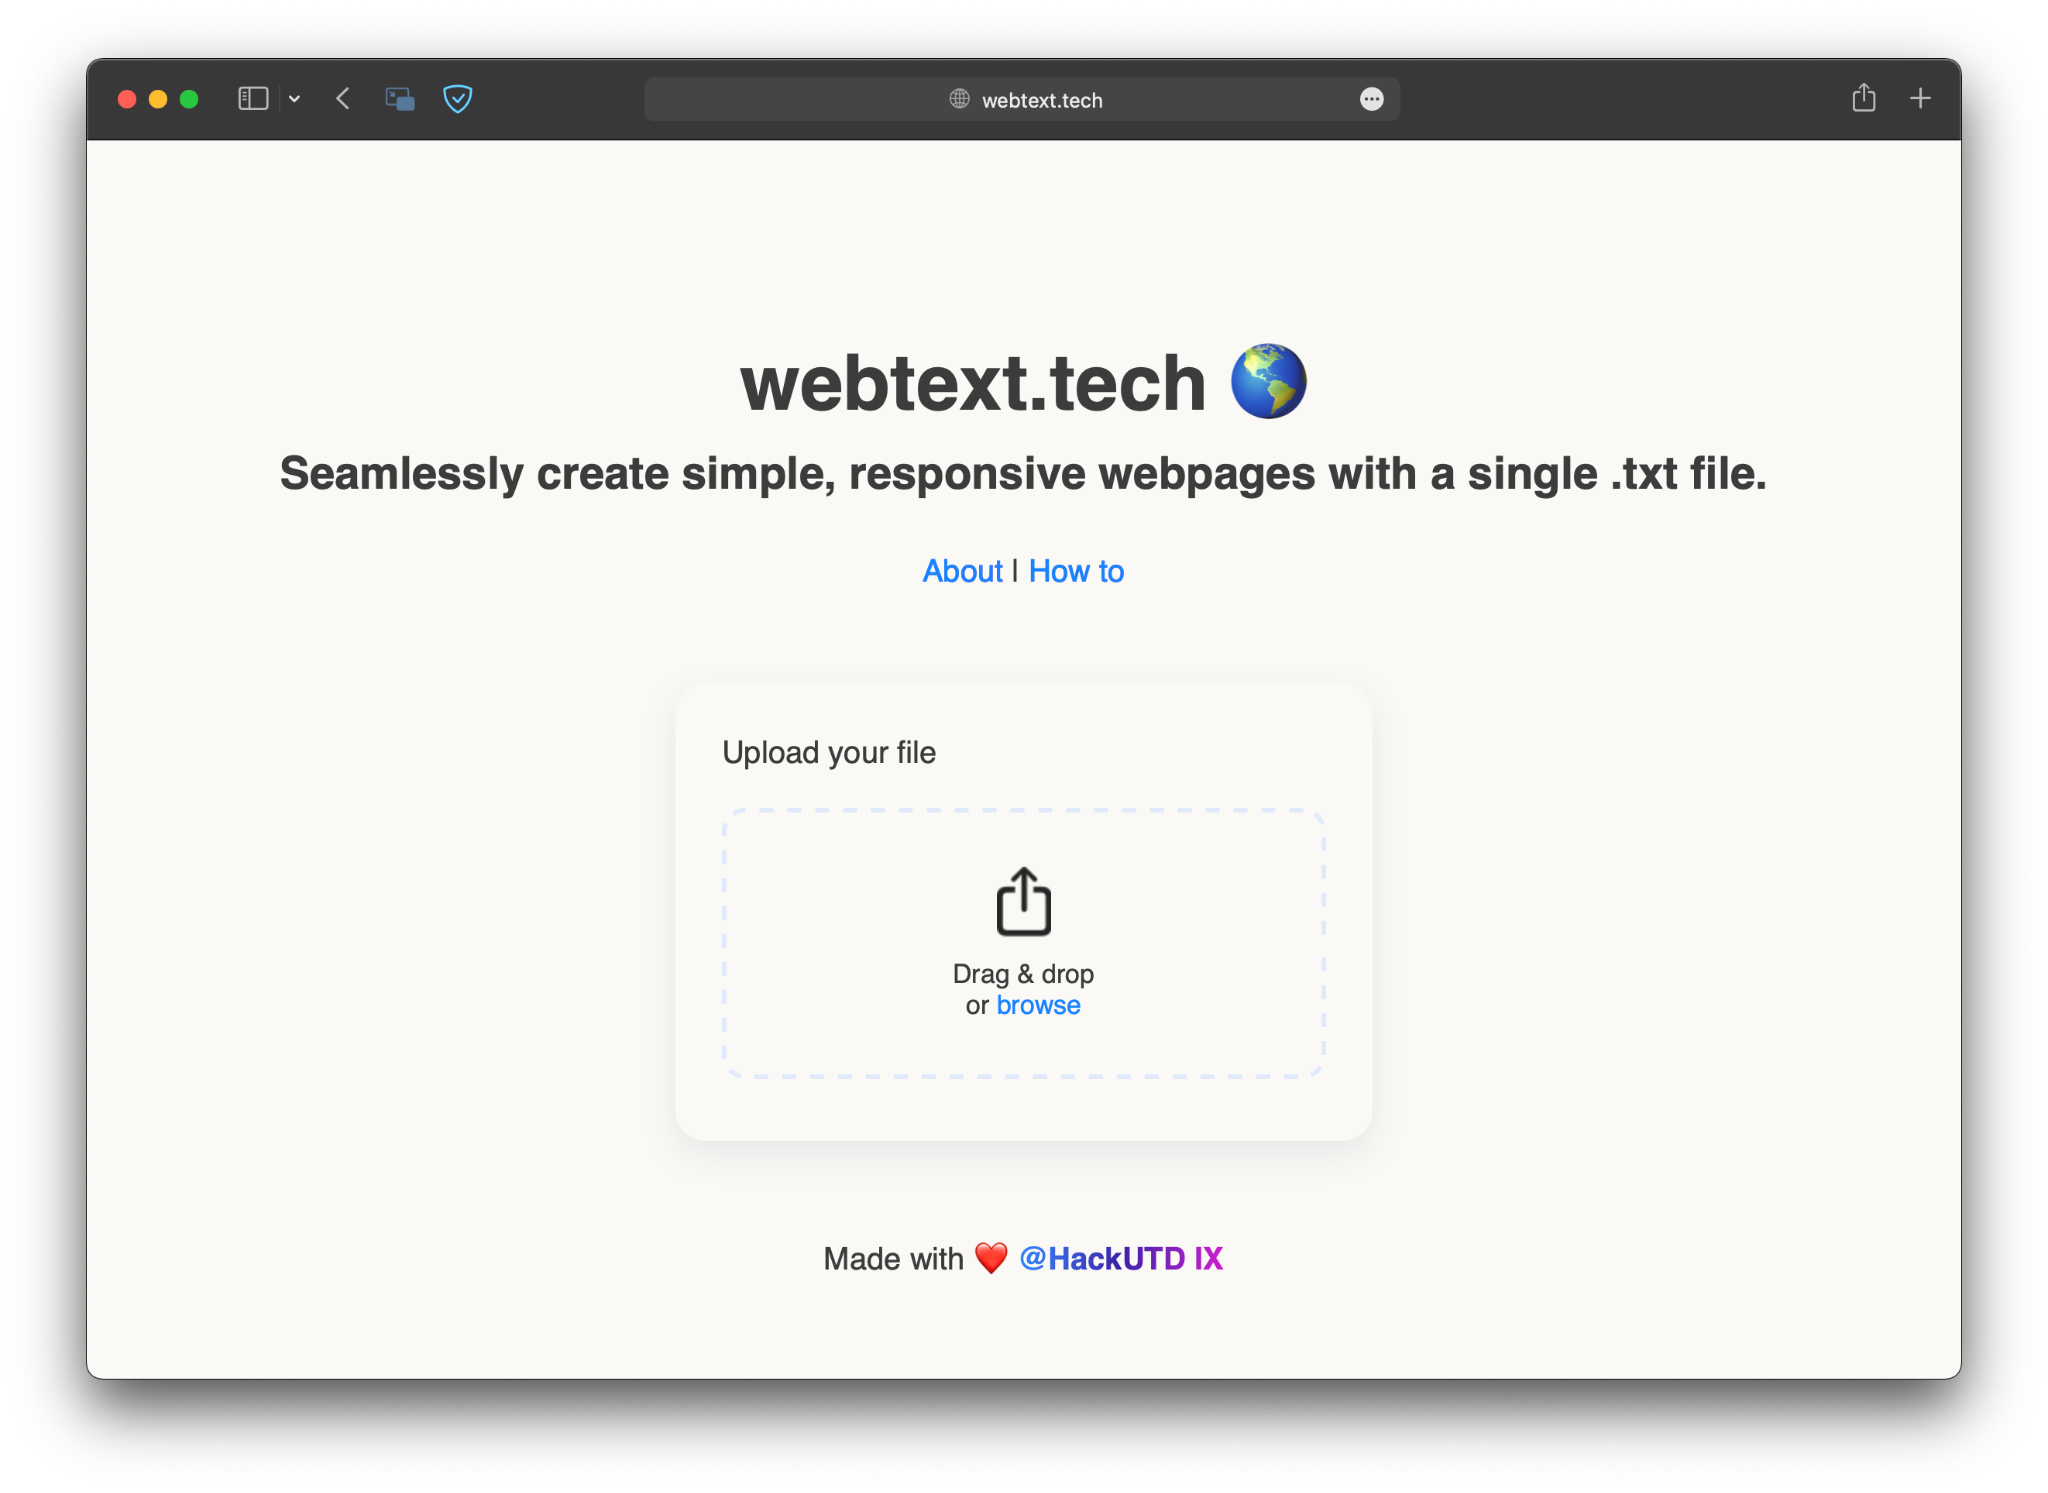 webtext.tech
webtext.tech 🌎
Seamlessly create simple, responsive webpages with a single .txt file.
About | How to
Upload your file
Drag & drop
or browse
Made with ❤️ @HackUTD IX